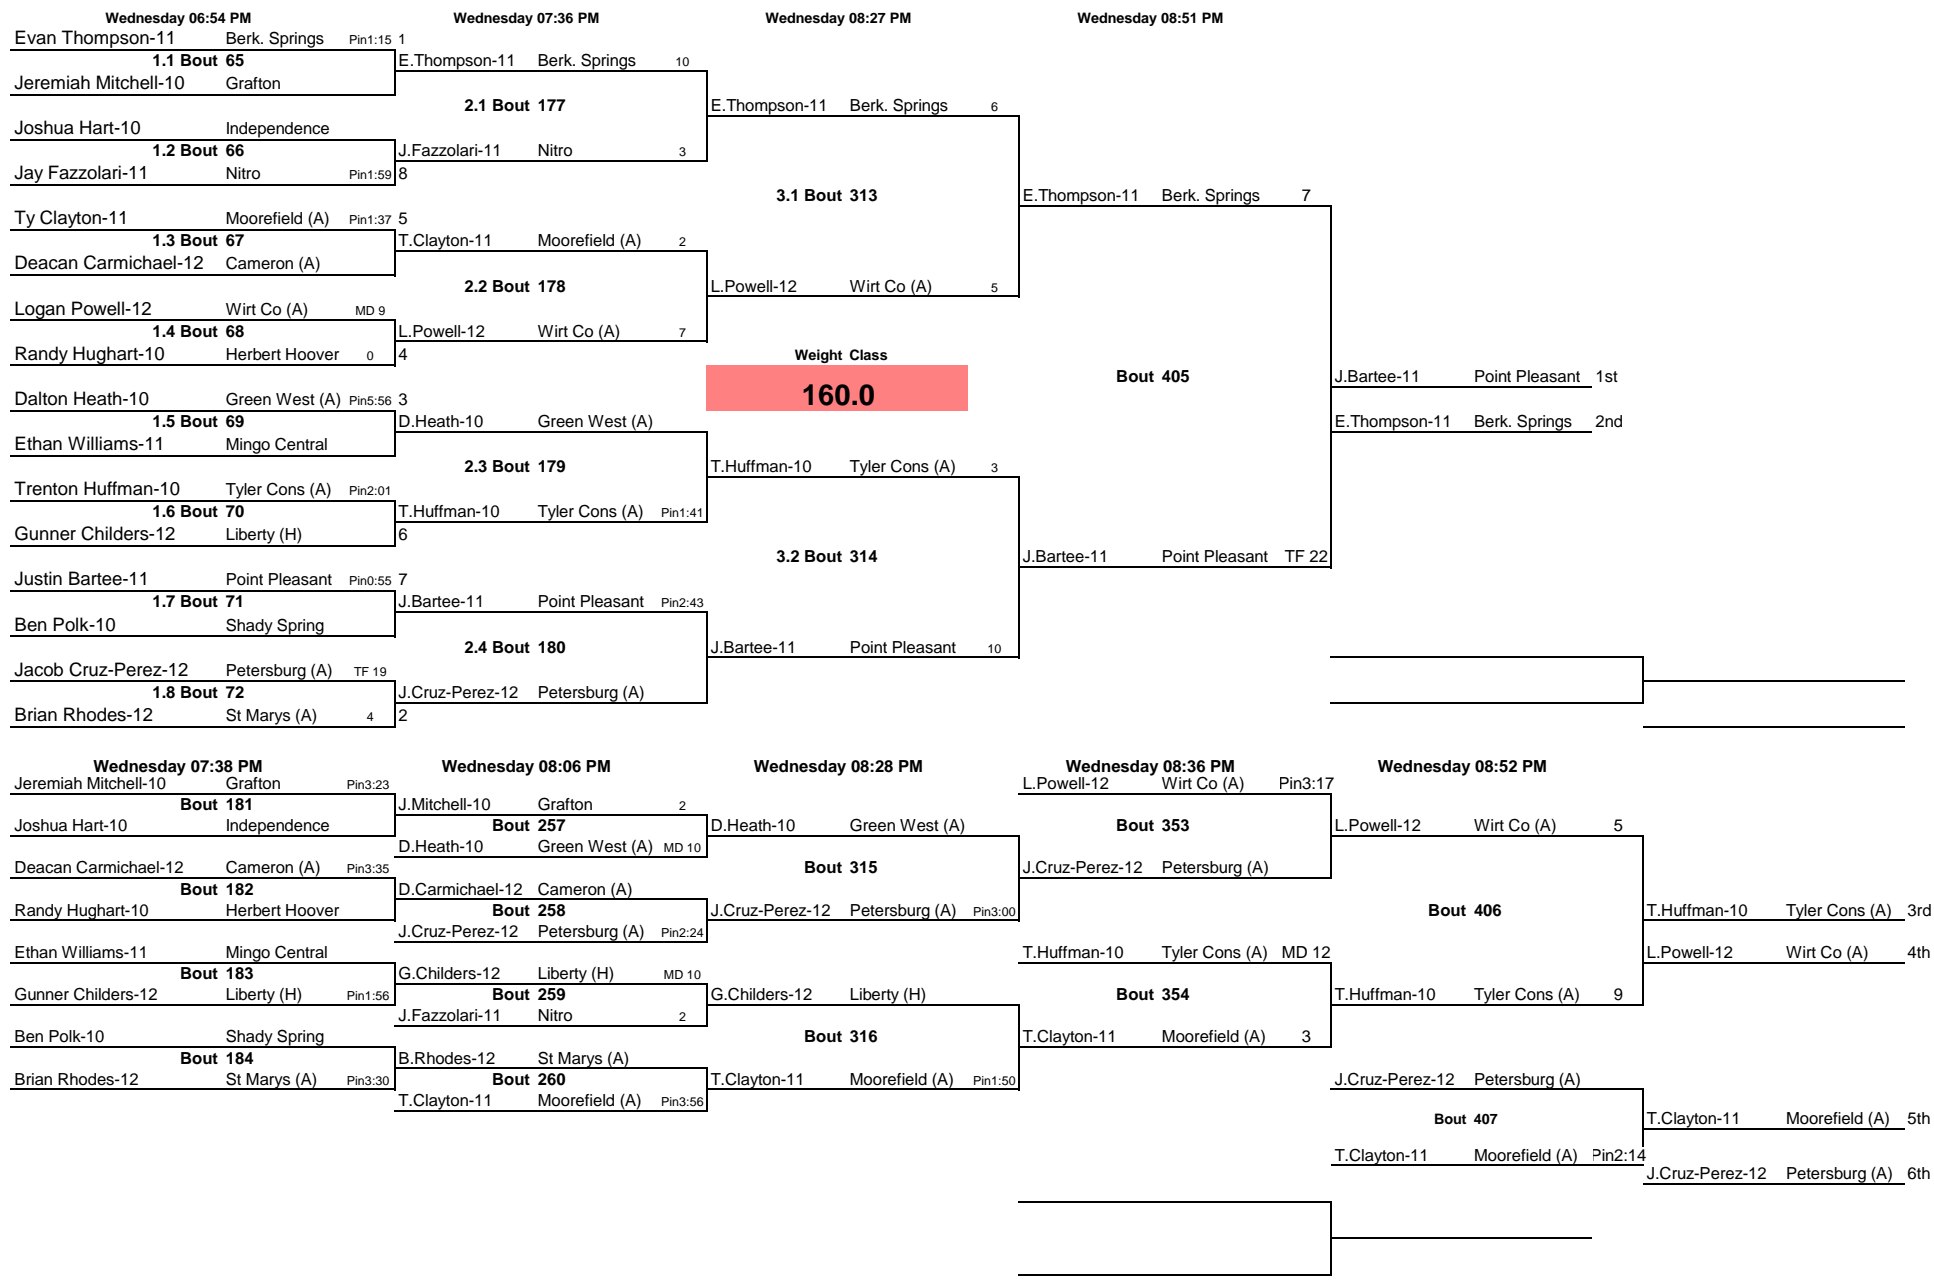 Wednesday 06:54 PM Wednesday 07:36 PM Wednesday 08:27 PM Wednesday 08:51 PM
Evan Thompson-11 Berk. Springs Pin1:15 1
1.1 Bout 65 E.Thompson-11 Berk. Springs 10
Jeremiah Mitchell-10 Grafton
2.1 Bout 177 E.Thompson-11 Berk. Springs 6
Joshua Hart-10 Independence
1.2 Bout 66 J.Fazzolari-11 Nitro 3
Jay Fazzolari-11 Nitro Pin1:59 8
3.1 Bout 313 E.Thompson-11 Berk. Springs 7
Ty Clayton-11 Moorefield (A) Pin1:37 5
1.3 Bout 67 T.Clayton-11 Moorefield (A) 2
Deacan Carmichael-12 Cameron (A)
2.2 Bout 178 L.Powell-12 Wirt Co (A) 5
Logan Powell-12 Wirt Co (A) MD 9
1.4 Bout 68 L.Powell-12 Wirt Co (A) 7
Randy Hughart-10 Herbert Hoover 0 4 Weight Class
Bout 405 J.Bartee-11 Point Pleasant 1st
Dalton Heath-10 Green West (A) Pin5:56 3 160.0
1.5 Bout 69 D.Heath-10 Green West (A) E.Thompson-11 Berk. Springs 2nd
Ethan Williams-11 Mingo Central
2.3 Bout 179 T.Huffman-10 Tyler Cons (A) 3
Trenton Huffman-10 Tyler Cons (A) Pin2:01
1.6 Bout 70 T.Huffman-10 Tyler Cons (A) Pin1:41
Gunner Childers-12 Liberty (H) 6
3.2 Bout 314 J.Bartee-11 Point Pleasant TF 22
Justin Bartee-11 Point Pleasant Pin0:55 7
1.7 Bout 71 J.Bartee-11 Point Pleasant Pin2:43
Ben Polk-10 Shady Spring
2.4 Bout 180 J.Bartee-11 Point Pleasant 10
Jacob Cruz-Perez-12 Petersburg (A) TF 19
1.8 Bout 72 J.Cruz-Perez-12 Petersburg (A)
Brian Rhodes-12 St Marys (A) 4 2
Wednesday 07:38 PM Wednesday 08:06 PM Wednesday 08:28 PM Wednesday 08:36 PM Wednesday 08:52 PM
Jeremiah Mitchell-10 Grafton Pin3:23 L.Powell-12 Wirt Co (A) Pin3:17
Bout 181 J.Mitchell-10 Grafton 2
Joshua Hart-10 Independence Bout 257 D.Heath-10 Green West (A) Bout 353 L.Powell-12 Wirt Co (A) 5
D.Heath-10 Green West (A) MD 10
Deacan Carmichael-12 Cameron (A) Pin3:35 Bout 315 J.Cruz-Perez-12 Petersburg (A)
Bout 182 D.Carmichael-12 Cameron (A)
Randy Hughart-10 Herbert Hoover Bout 258 J.Cruz-Perez-12 Petersburg (A) Pin3:00 Bout 406 T.Huffman-10 Tyler Cons (A) 3rd
J.Cruz-Perez-12 Petersburg (A) Pin2:24
Ethan Williams-11 Mingo Central T.Huffman-10 Tyler Cons (A) MD 12 L.Powell-12 Wirt Co (A) 4th
Bout 183 G.Childers-12 Liberty (H) MD 10
Gunner Childers-12 Liberty (H) Pin1:56 Bout 259 G.Childers-12 Liberty (H) Bout 354 T.Huffman-10 Tyler Cons (A) 9
J.Fazzolari-11 Nitro 2
Ben Polk-10 Shady Spring Bout 316 T.Clayton-11 Moorefield (A) 3
Bout 184 B.Rhodes-12 St Marys (A)
Brian Rhodes-12 St Marys (A) Pin3:30 Bout 260 T.Clayton-11 Moorefield (A) Pin1:50 J.Cruz-Perez-12 Petersburg (A)
T.Clayton-11 Moorefield (A) Pin3:56
Bout 407 T.Clayton-11 Moorefield (A) 5th
T.Clayton-11 Moorefield (A) Pin2:14
J.Cruz-Perez-12 Petersburg (A) 6th